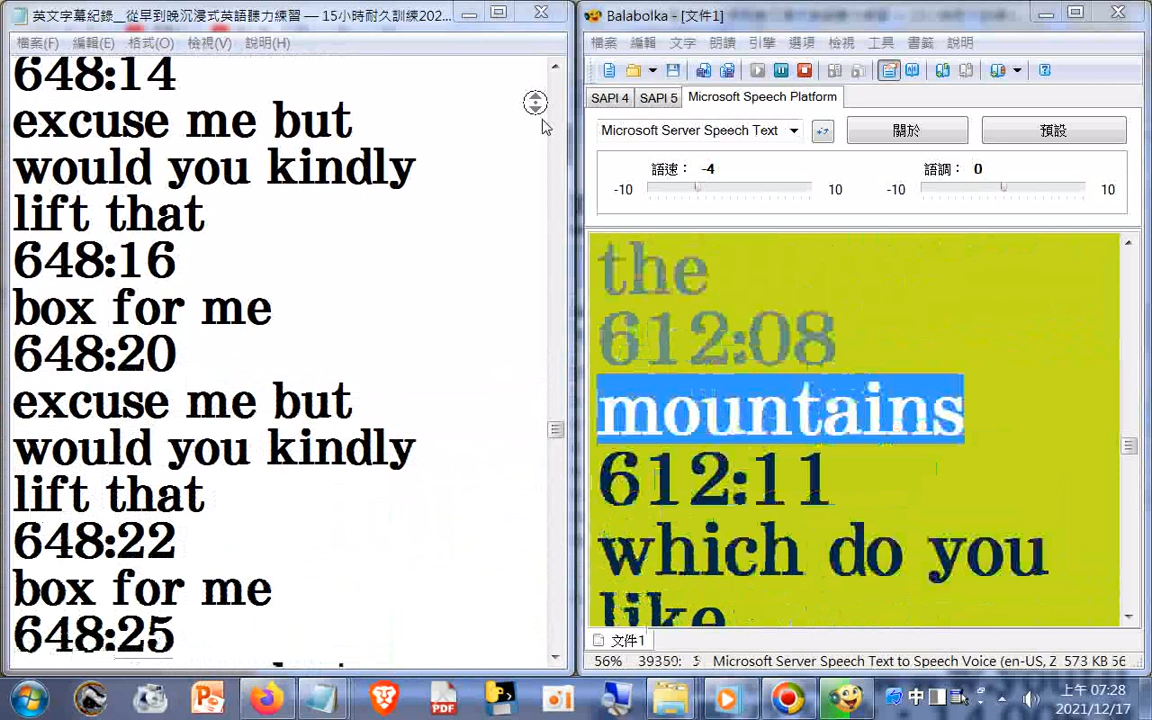 英文字幕紀錄__從早到晚沉浸式英語聽力練習 — 15小時耐久訓練202...
檔案(F) 編輯(E) 格式(O) 檢視(V) 說明(H)
648:14
excuse me but
would you kindly
lift that
648:16
box for me
648:20
excuse me but
would you kindly
lift that
648:22
box for me
648:25
Balabolka - [文件1]
檔案 編輯 文字 朗讀 引擎 選項 檢視 工具 書籤 說明
SAPI 4 SAPI 5 Microsoft Speech Platform
Microsoft Server Speech Text 關於 預設
語速： -4 語調： 0
-10 10 -10 10
the
612:08
mountains
612:11
which do you
like
文件1
56% 39359: Microsoft Server Speech Text to Speech Voice (en-US, 2 573 KB
中
上午 07:28
2021/12/17